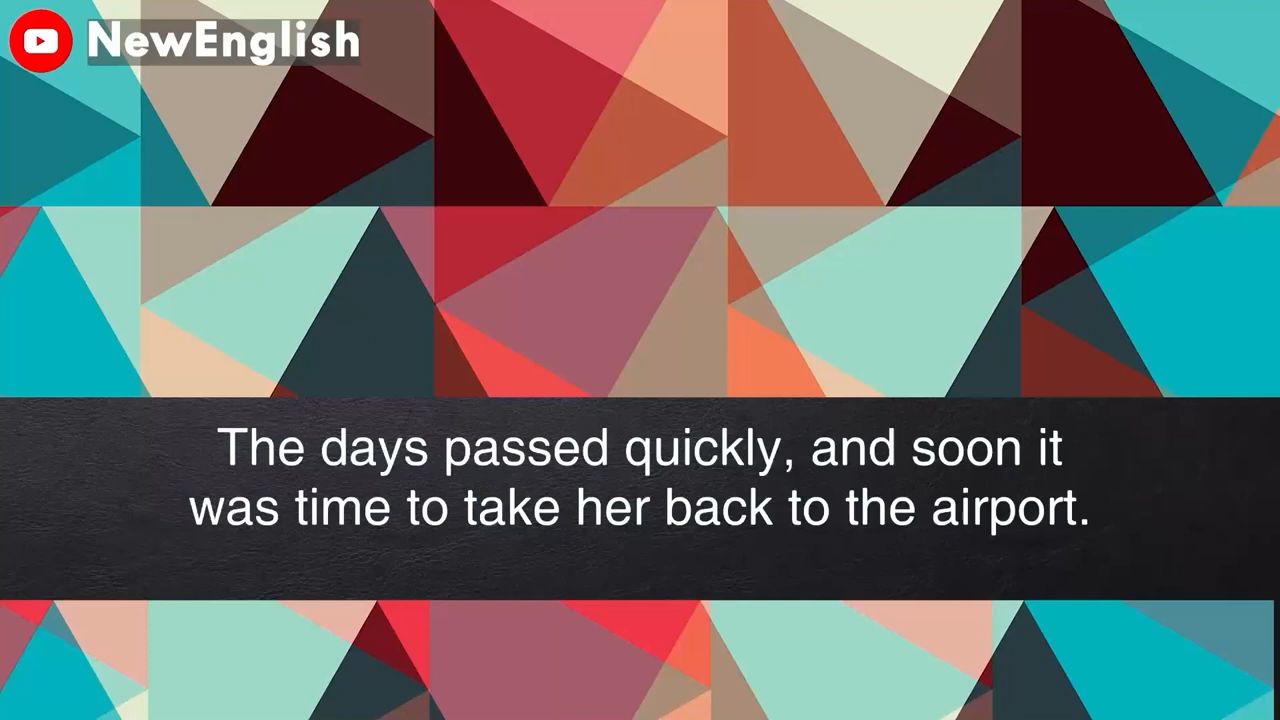 NewEnglish
The days passed quickly, and soon it
was time to take her back to the airport.